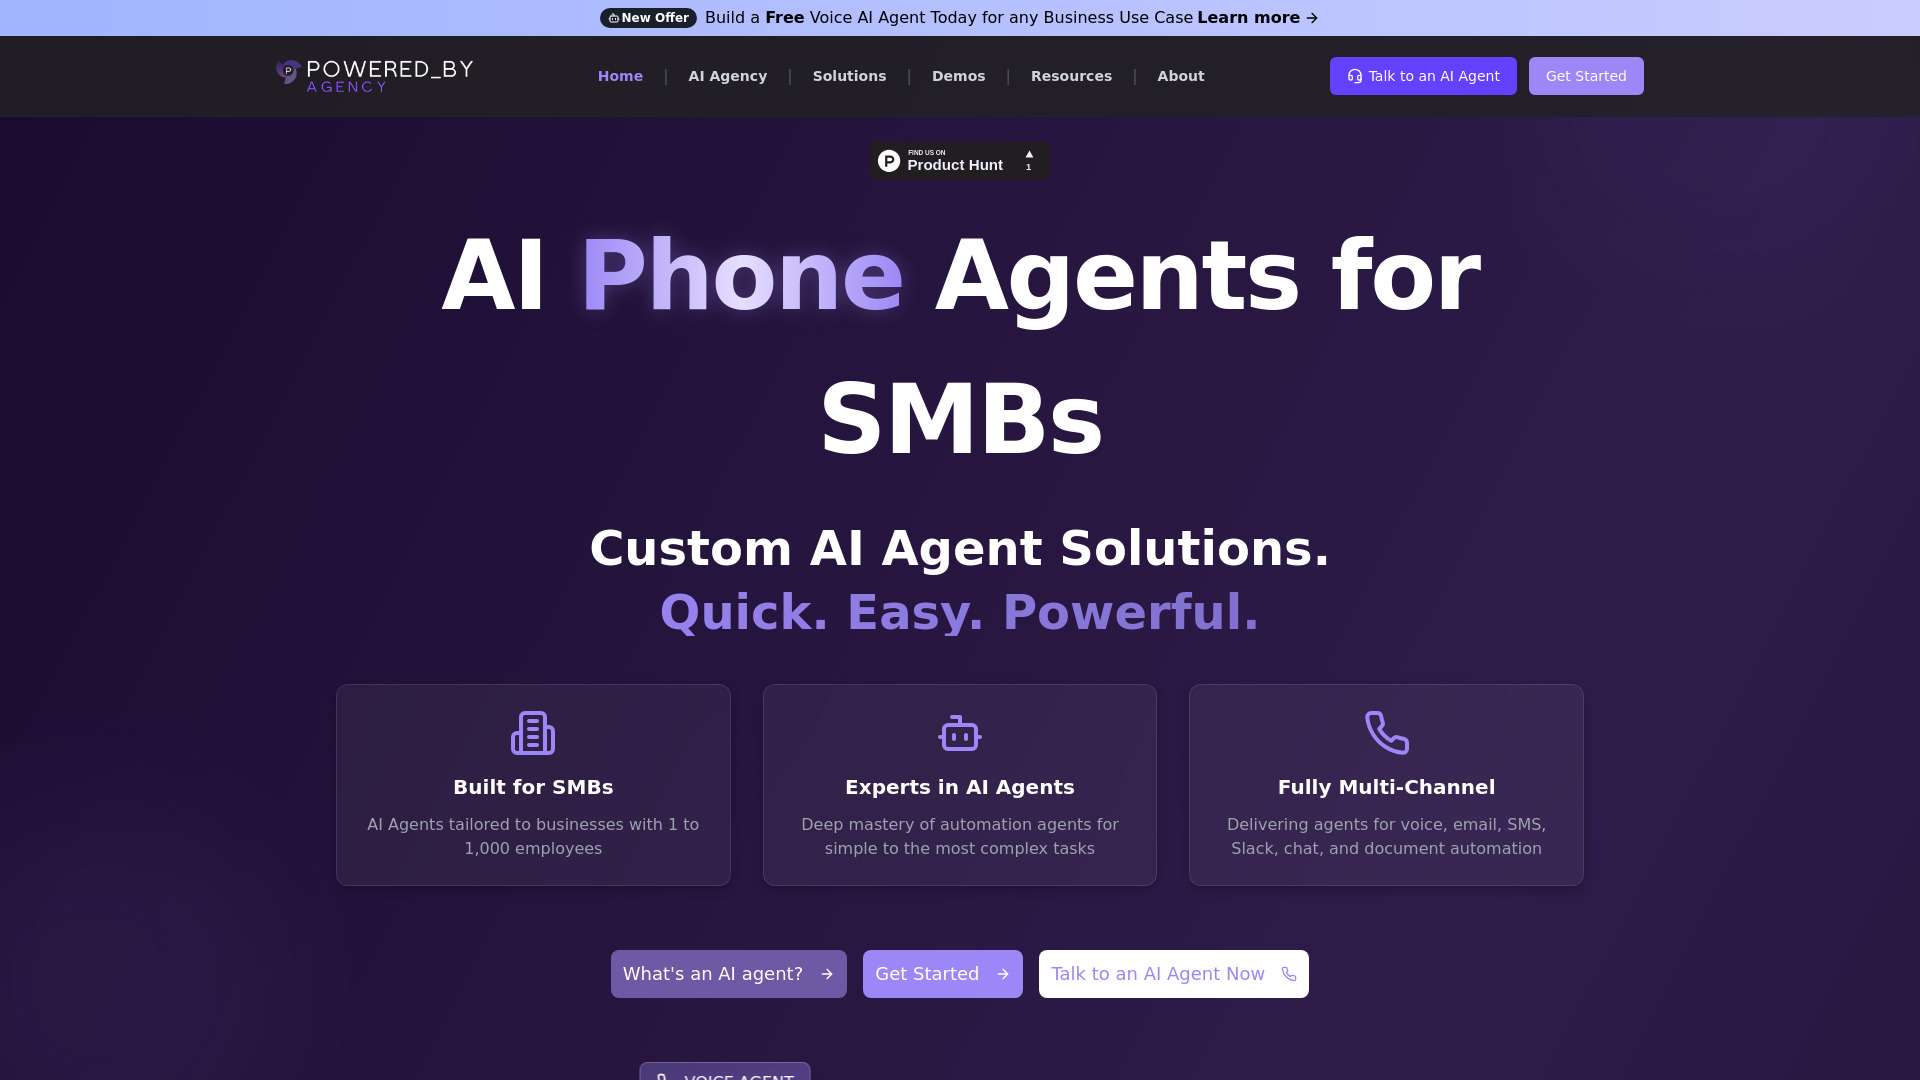 New Offer Build a Free Voice AI Agent Today for any Business Use Case Learn more →
POWERED_BY
AGENCY
Home | AI Agency | Solutions | Demos | Resources | About
Talk to an AI Agent
Get Started
FIND US ON
Product Hunt
1
AI Phone Agents for
SMBs
Custom AI Agent Solutions.
Quick. Easy. Powerful.
Built for SMBs
AI Agents tailored to businesses with 1 to
1,000 employees
Experts in AI Agents
Deep mastery of automation agents for
simple to the most complex tasks
Fully Multi-Channel
Delivering agents for voice, email, SMS,
Slack, chat, and document automation
What's an AI agent? →
Get Started →
Talk to an AI Agent Now
VOICE AGENT